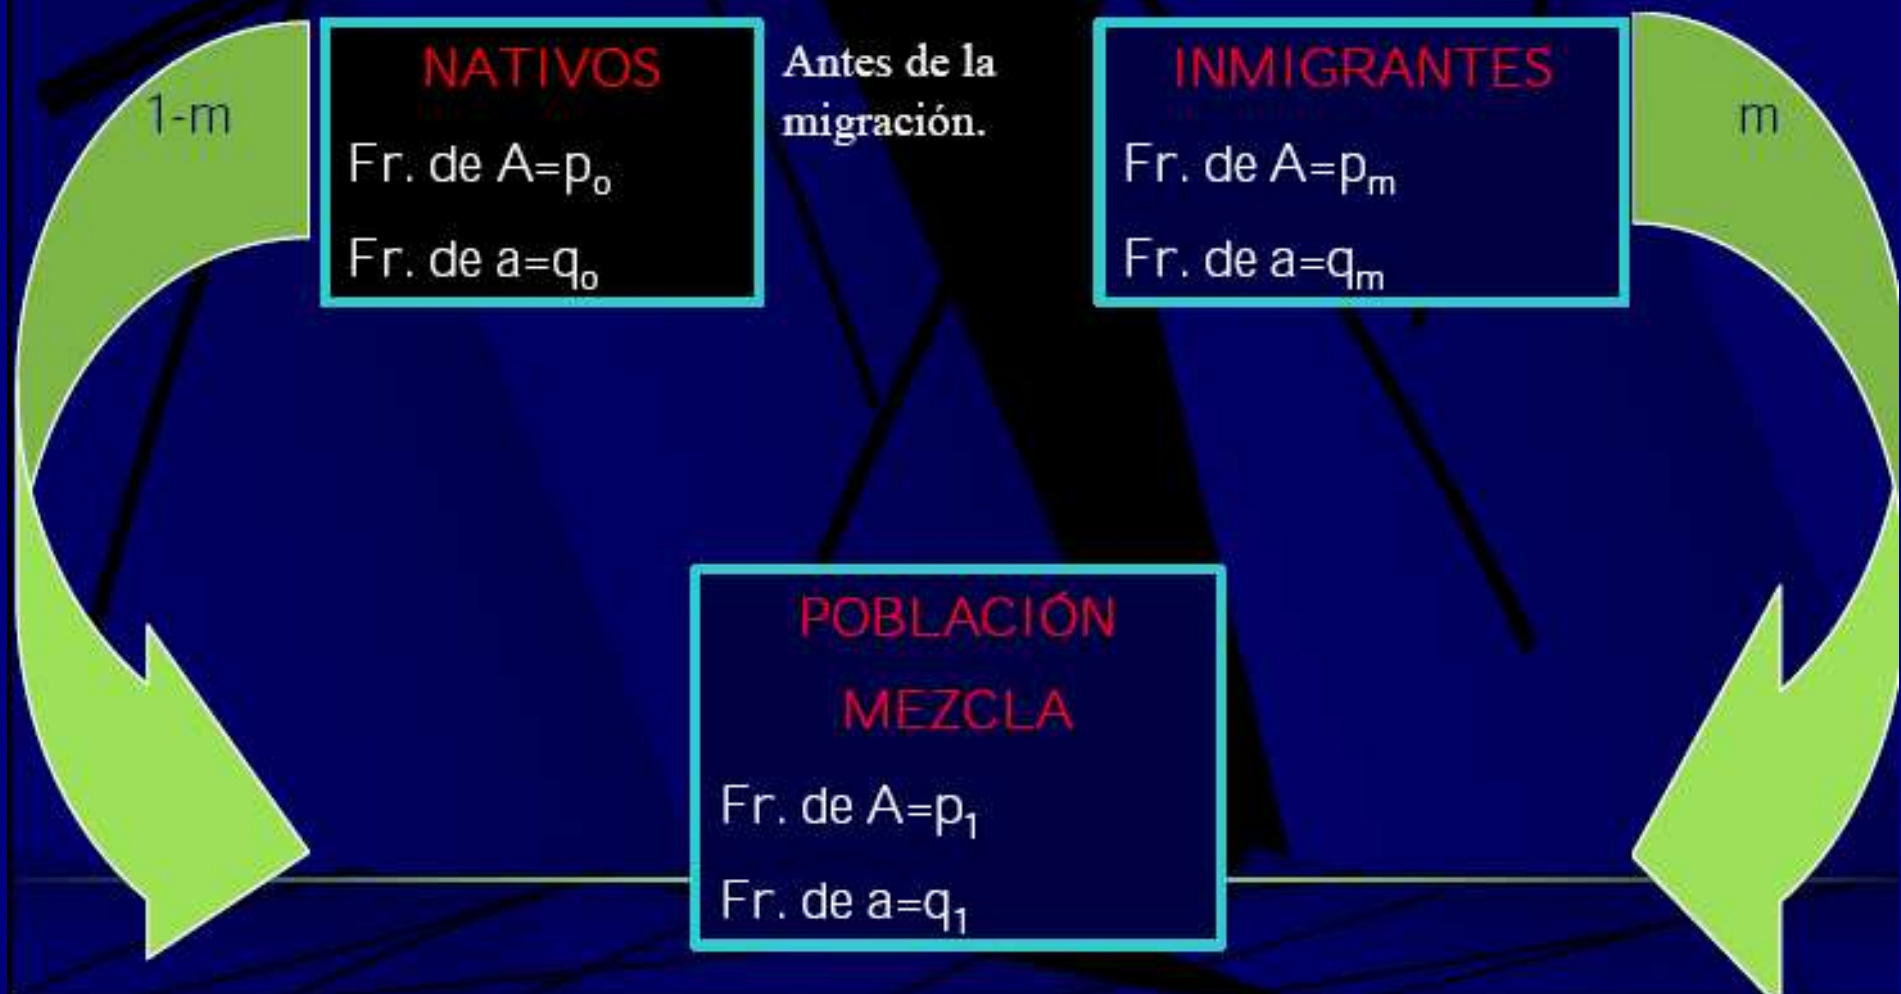 1-m
NATIVOS
Fr. de A=pₒ
Fr. de a=qₒ
Antes de la
migración.
INMIGRANTES
Fr. de A=pₘ
Fr. de a=qₘ
m
POBLACIÓN
MEZCLA
Fr. de A=p₁
Fr. de a=q₁